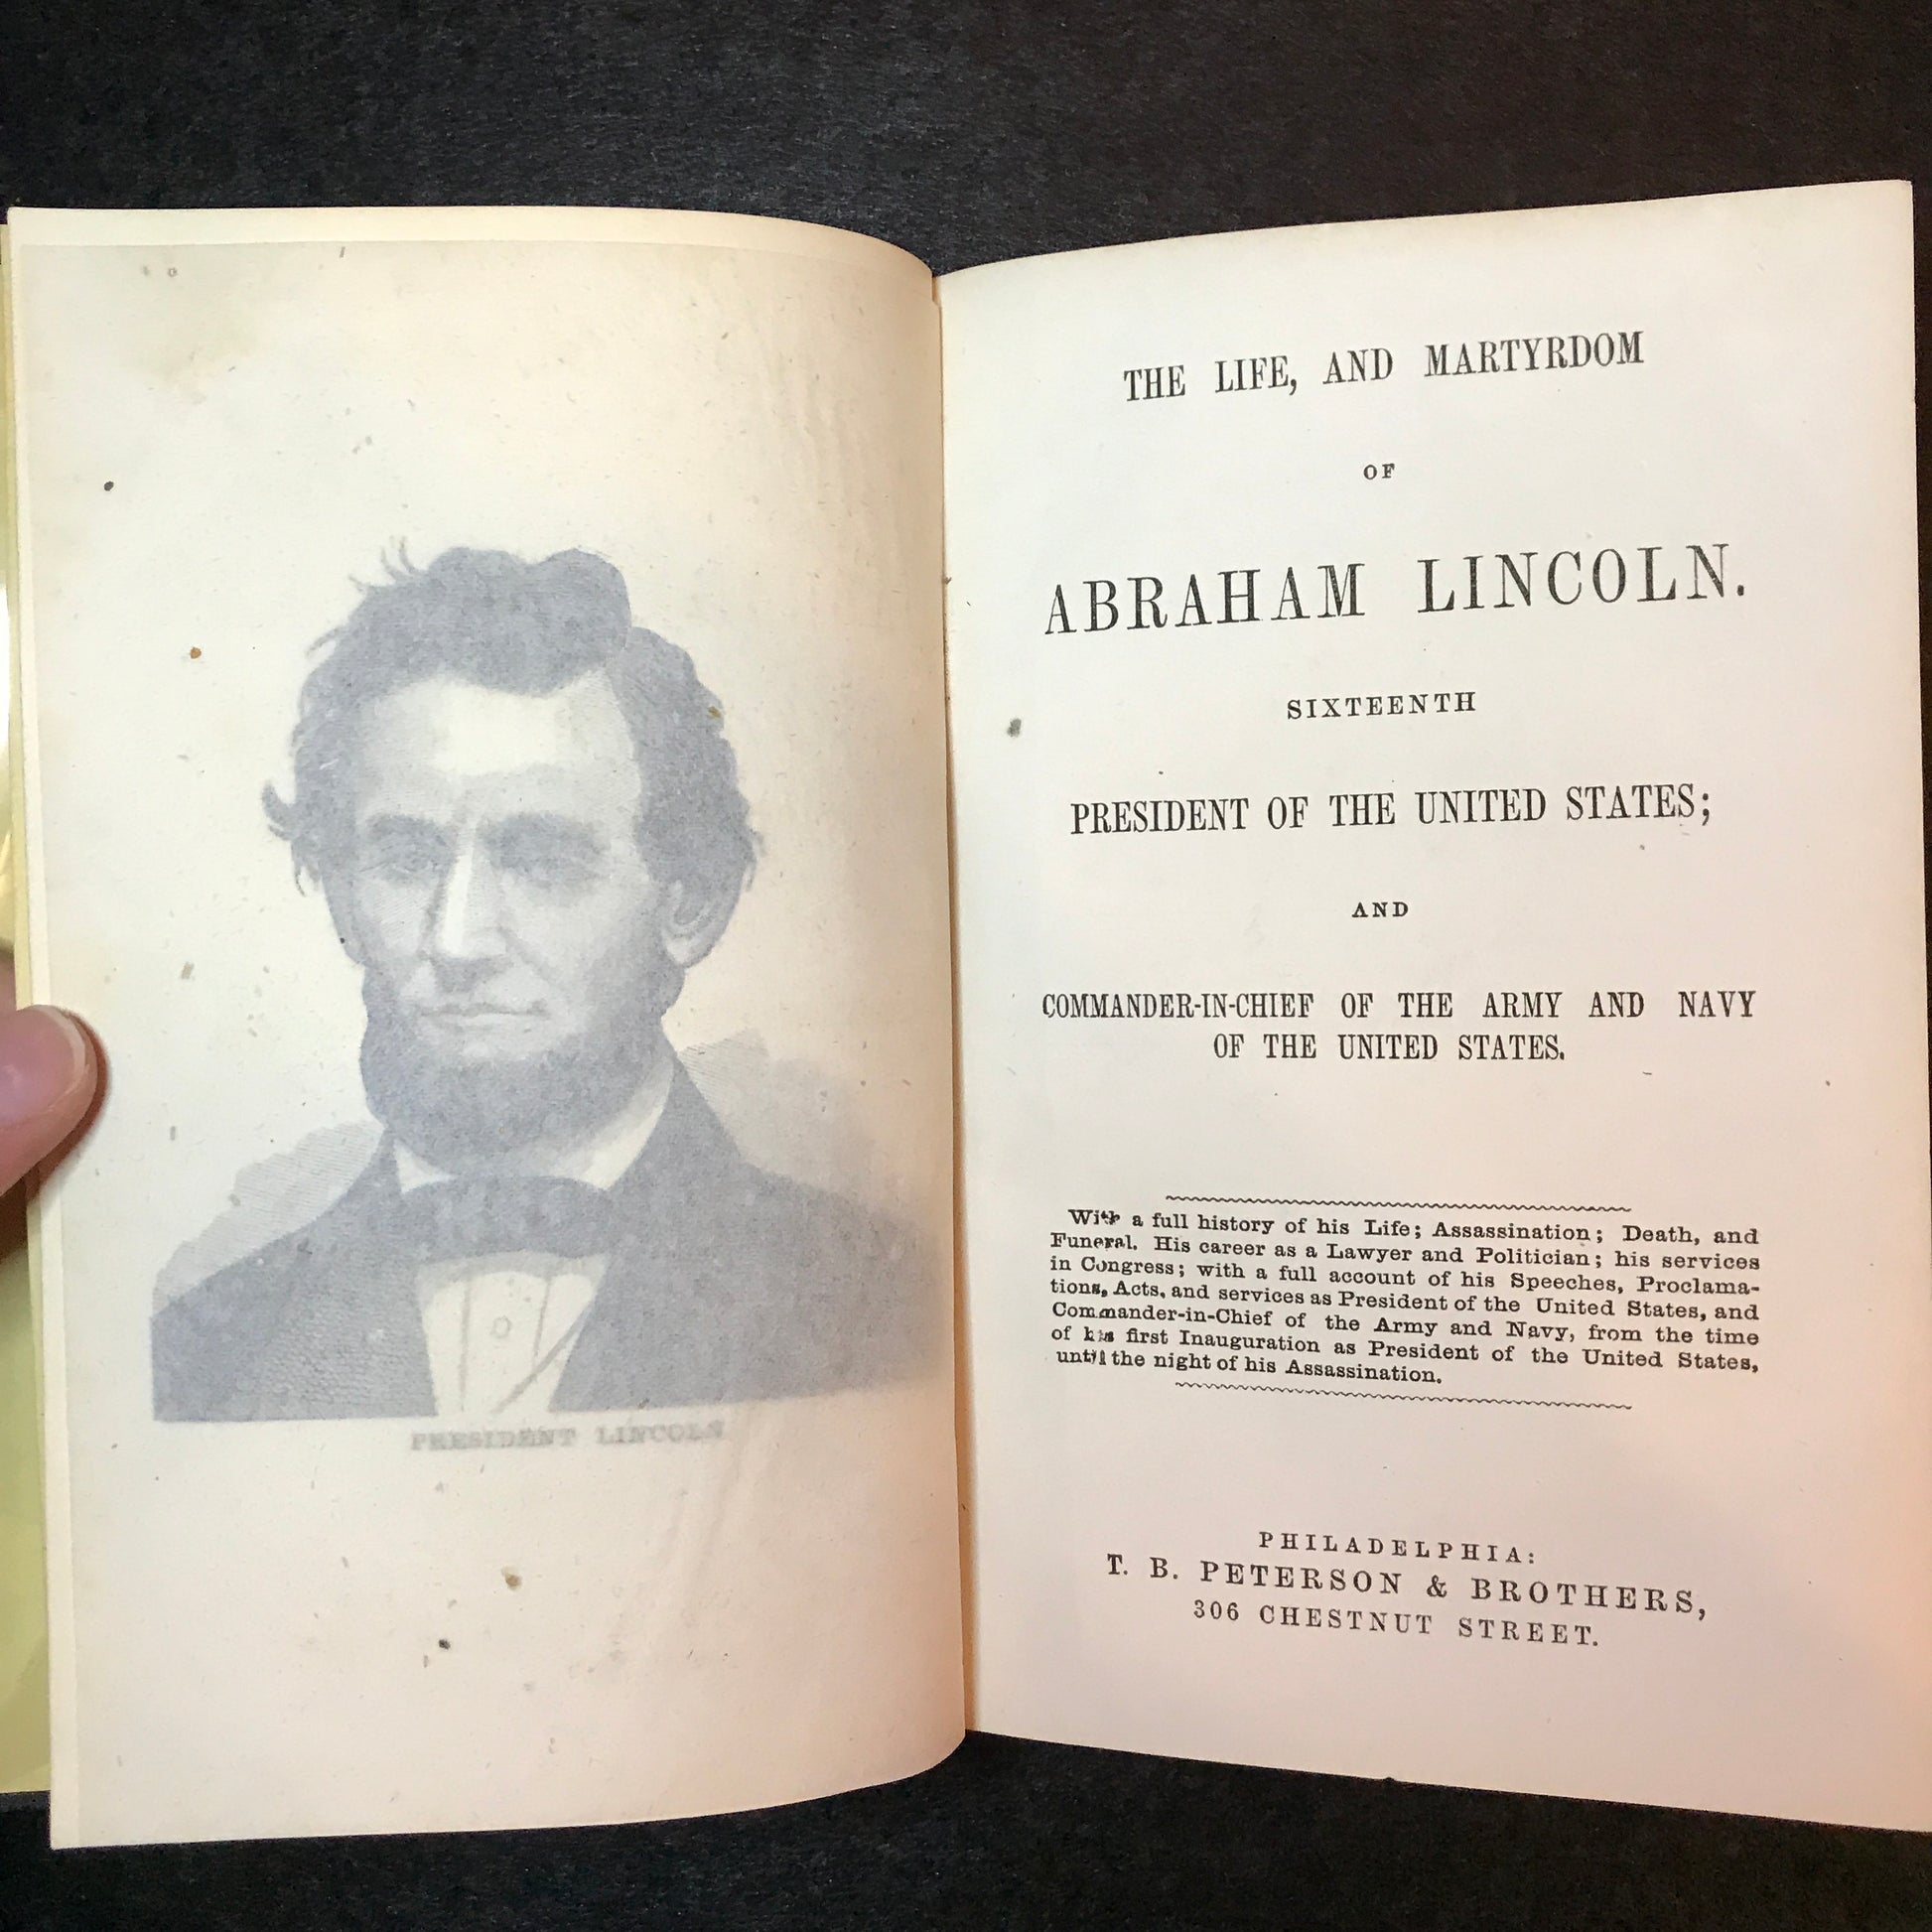 PRESIDENT LINCOLN
THE LIFE, AND MARTYRDOM
OF
ABRAHAM LINCOLN.
SIXTEENTH
PRESIDENT OF THE UNITED STATES;
AND
COMMANDER-IN-CHIEF OF THE ARMY AND NAVY
OF THE UNITED STATES.
With a full history of his Life; Assassination; Death, and
Funeral. His career as a Lawyer and Politician; his services
in Congress; with a full account of his Speeches, Proclama-
tions, Acts, and services as President of the United States, and
Commander-in-Chief of the Army and Navy, from the time
of his first Inauguration as President of the United States,
until the night of his Assassination.
PHILADELPHIA:
T. B. PETERSON & BROTHERS,
306 CHESTNUT STREET.